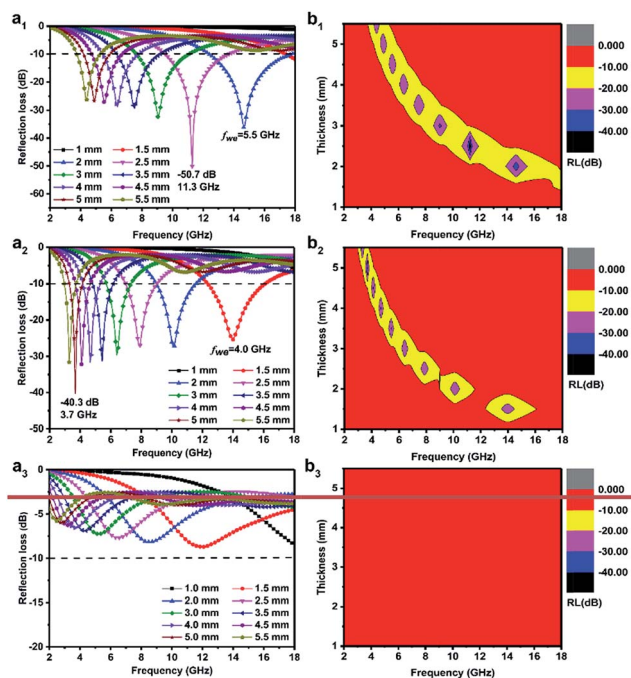 a1
0
-10
-20
-30
-40
-50
-60
Reflection loss (dB)
fwe=5.5 GHz
1 mm 1.5 mm
2 mm 2.5 mm
3 mm 3.5 mm
4 mm 4.5 mm
5 mm 5.5 mm
-50.7 dB
11.3 GHz
2 4 6 8 10 12 14 16 18
Frequency (GHz)
b1
5
4
3
2
1
Thickness (mm)
2 4 6 8 10 12 14 16 18
Frequency (GHz)
0.000
-10.00
-20.00
-30.00
-40.00
RL(dB)
a2
0
-10
-20
-30
-40
-50
Reflection loss (dB)
fwe=4.0 GHz
-40.3 dB
3.7 GHz
1 mm 1.5 mm
2 mm 2.5 mm
3 mm 3.5 mm
4 mm 4.5 mm
5 mm 5.5 mm
2 4 6 8 10 12 14 16 18
Frequency (GHz)
b2
5
4
3
2
1
Thickness (mm)
2 4 6 8 10 12 14 16 18
Frequency (GHz)
0.000
-10.00
-20.00
-30.00
-40.00
RL(dB)
a3
0
-5
-10
-15
-20
Reflection loss (dB)
1.0 mm 1.5 mm
2.0 mm 2.5 mm
3.0 mm 3.5 mm
4.0 mm 4.5 mm
5.0 mm 5.5 mm
2 4 6 8 10 12 14 16 18
Frequency (GHz)
b3
5
4
3
2
1
Thickness (mm)
2 4 6 8 10 12 14 16 18
Frequency (GHz)
0.000
-10.00
-20.00
-30.00
-40.00
RL(dB)